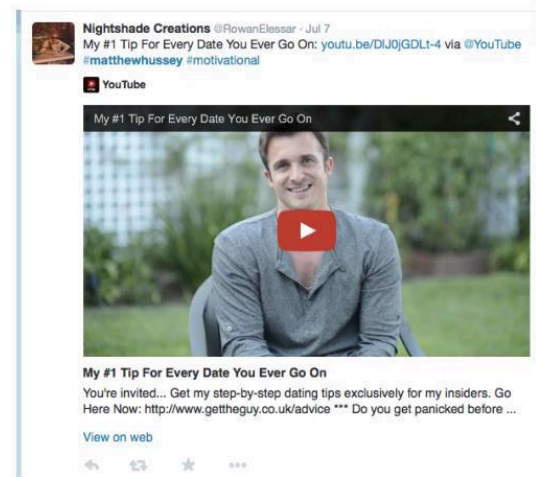 Nightshade Creations @RowanElessar · Jul 7
My #1 Tip For Every Date You Ever Go On: youtu.be/DlJ0jGDLt-4 via @YouTube
#matthewhussey #motivational
YouTube
My #1 Tip For Every Date You Ever Go On
My #1 Tip For Every Date You Ever Go On
You're invited... Get my step-by-step dating tips exclusively for my insiders. Go
Here Now: http://www.gettheguy.co.uk/advice *** Do you get panicked before ...
View on web